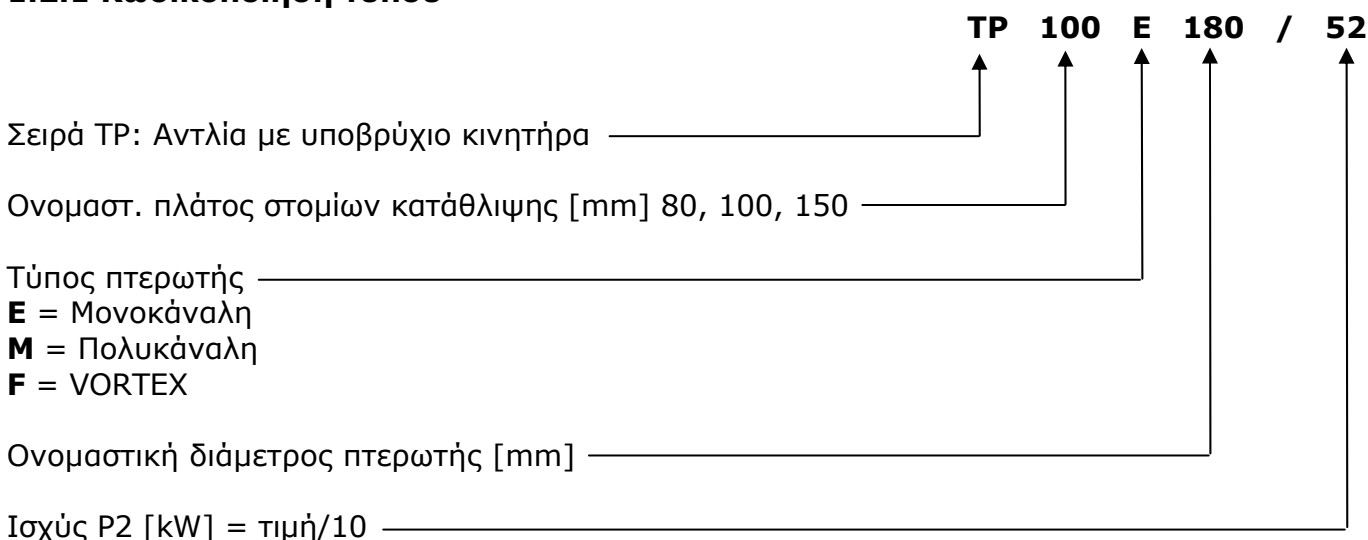 TP 100 E 180 / 52
Σειρά TP: Αντλία με υποβρύχιο κινητήρα
Ονομαστ. πλάτος στομίων κατάθλιψης [mm] 80, 100, 150
Τύπος πτερωτής
E = Μονοκάναλη
M = Πολυκάναλη
F = VORTEX
Ονομαστική διάμετρος πτερωτής [mm]
Ισχύς P2 [kW] = τιμή/10